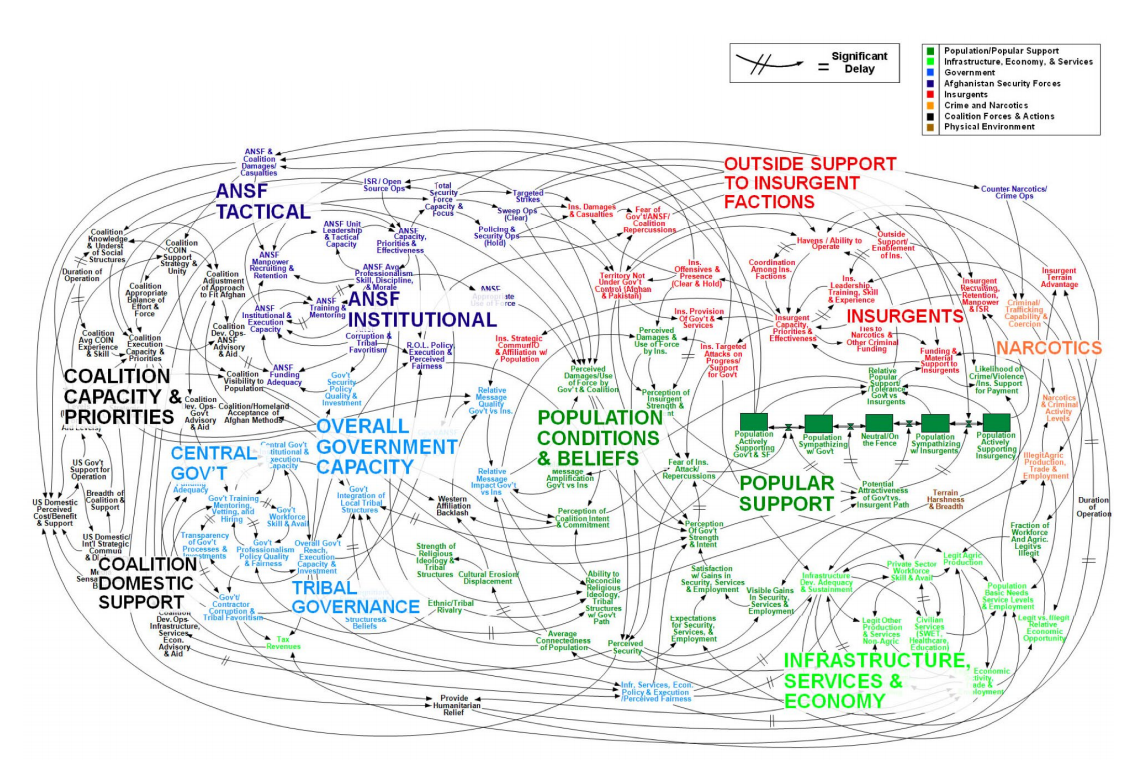 Significant
= Delay
Population/Popular Support
Infrastructure, Economy, & Services
Government
Afghanistan Security Forces
Insurgents
Crime and Narcotics
Coalition Forces & Actions
Physical Environment
ANSF &
Coalition
Damages/
Casualties
ANSF
TACTICAL
ISR / Open
Source Ops
Total
Security
Force
Capacity
& Focus
Targeted
Strikes
Sweep Ops
(Clear)
Policing &
Security Ops
(Hold)
Ins. Damages
& Casualties
Fear of
Gov't/ANSF/
Coalition
Repercussions
OUTSIDE SUPPORT
TO INSURGENT
FACTIONS
Counter Narcotics/
Crime Ops
Coalition
Knowledge
& Underst
of Social
Structures
Duration of
Operation
Coalition
/COIN
Support
Strategy &
Unity
ANSF Unit
Leadership
& Tactical
Capacity
ANSF
Capacity,
Priorities &
Effectiveness
ANSF
Manpower
Recruiting &
Retention
Coalition
Adjustment
of Approach
to Fit Afghan
Coalition
Appropriate
Balance of
Effort &
Force
ANSF Avg
Professionalism
Skill, Discipline,
& Morale
ANSF
Appropriate
Use of Force
ANSF
INSTITUTIONAL
ANSF
Training &
Mentoring
ANSF
Institutional &
Execution
Capacity
Corruption &
Tribal
Favoritism
R.O.L. Policy,
Execution &
Perceived
Fairness
Coalition
Avg COIN
Experience
& Skill
Coalition
Execution
Capacity &
Priorities
Coalition
Dev. Ops-
ANSF
Advisory
& Aid
Coalition
Visibility to
Population
ANSF
Funding
Adequacy
COALITION
CAPACITY &
PRIORITIES
Gov't
Security
Policy
Quality &
Investment
Coalition
Dev. Ops-
Gov't
Advisory
& Aid
Coalition/Homeland
Acceptance of
Afghan Methods
Territory Not
Under Gov't
Control (Afghan
& Pakistan)
Ins.
Offensives &
Presence
(Clear & Hold)
Havens / Ability to
Operate
Outside
Support/
Enablement
of Ins.
Coordination
Among Ins.
Factions
Ins.
Leadership,
Training, Skill
& Experience
Insurgent
Recruiting,
Retention,
Manpower
& ISR
Insurgent
Terrain
Advantage
Ins. Provision
Of Gov't &
Services
Insurgent
Capacity,
Priorities &
Effectiveness
INSURGENTS
Ties to
Narcotics &
Other Criminal
Funding
Criminal/
Trafficking
Capability &
Coercion
Ins. Strategic
Commun/IO
& Affiliation w/
Population
Perceived
Damages &
Use of Force
by Ins.
Ins. Targeted
Attacks on
Progress/
Support for
Gov't
Funding &
Material
Support to
Insurgents
NARCOTICS
Perceived
Damages/Use of
Force by
Gov't & Coalition
Perception of
Insurgent
Strength &
Relative
Popular
Support/
Tolerance
Gov't vs
Insurgents
Likelihood of
Crime/Violence
/Ins. Support
for Payment
Relative
Message
Quality
Gov't vs Ins.
Narcotics
& Criminal
Activity
Levels
OVERALL
GOVERNMENT
CAPACITY
POPULATION
CONDITIONS
& BELIEFS
Population
Actively
Supporting
Gov't & SF
Population
Sympathizing
w/ Gov't
Neutral/On
the Fence
Population
Sympathizing
w/ Insurgents
Population
Actively
Supporting
Insurgency
CENTRAL
GOV'T
Adequacy
Fear of Ins.
Attack/
Repercussions
Message
Amplification
Gov't vs Ins
Relative
Message
Impact Gov't
vs Ins
POPULAR
SUPPORT
Potential
Attractiveness
of Gov't vs.
Insurgent Path
Terrain
Harshness
& Breadth
Illegit Agric
Production,
Trade &
Employment
Duration
of
Operation
US Gov't
Support for
Operation
US Domestic
Perceived
Cost/Benefit
& Support
Breadth of
Coalition &
Support
Gov't Training
Mentoring,
Vetting, and
Hiring
Gov't
Workforce
Skill & Avail
Gov't
Integration of
Local Tribal
Structures
Western
Affiliation
Backlash
Perception of
Coalition Intent
& Commitment
Perception
Of Gov't
Strength
& Intent
Fraction of
Workforce
And Agric.
Legit vs
Illegit
US Domestic/
Int'l Strategic
Commun
Transparency
of Gov't
Processes &
Investments
Gov't
Professionalism
Policy Quality
& Fairness
Overall Gov't
Reach,
Execution
Capacity &
Investment
COALITION
DOMESTIC
SUPPORT
TRIBAL
GOVERNANCE
Structures&
Beliefs
Strength of
Religious
Ideology &
Tribal
Structures
Cultural Erosion/
Displacement
Ethnic/Tribal
Rivalry
Ability to
Reconcile
Religious
Ideology,
Tribal
Structures
w/ Gov't
Path
Satisfaction
w/ Gains in
Security, Services
& Employment
Visible Gains
In Security,
Services &
Employment
Expectations
for Security,
Services, &
Employment
Infrastructure
Dev. Adequacy
& Sustainment
Private Sector
Workforce
Skill & Avail
Legit Agric
Production
Population
Basic Needs
Service Levels
& Employment
Legit Other
Production
& Services
Non Agric
Civilian
Services
(SWET,
Healthcare,
Education)
Legit vs. Illegit
Relative
Economic
Opportunity
Gov't/
Contractor
Corruption &
Tribal Favoritism
Coalition
Dev. Ops-
Infrastructure,
Services,
Econ.
Advisory
& Aid
Tax
Revenues
Average
Connectedness
of Population
Perceived
Security
INFRASTRUCTURE,
SERVICES &
ECONOMY
Economic
Infr. Services, Econ.
Policy & Execution
/Perceived Fairness
Provide
Humanitarian
Relief